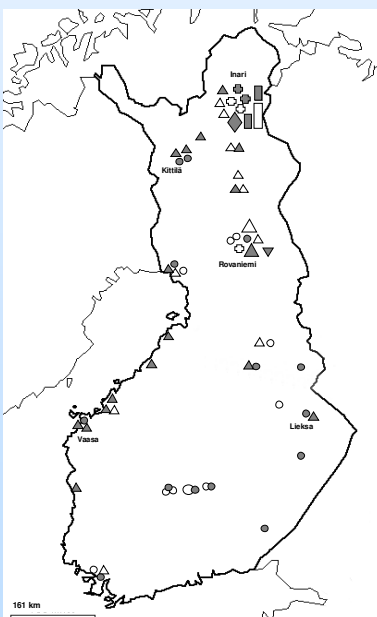 Inari
Kittilä
Rovaniemi
Vaasa
Lieksa
161 km